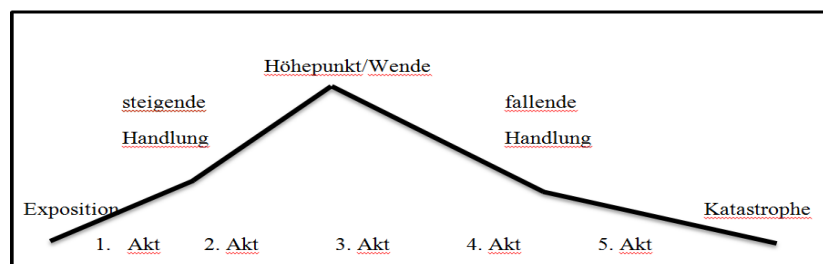 Höhepunkt/Wende
steigende
Handlung
fallende
Handlung
Exposition
Katastrophe
1. Akt
2. Akt
3. Akt
4. Akt
5. Akt